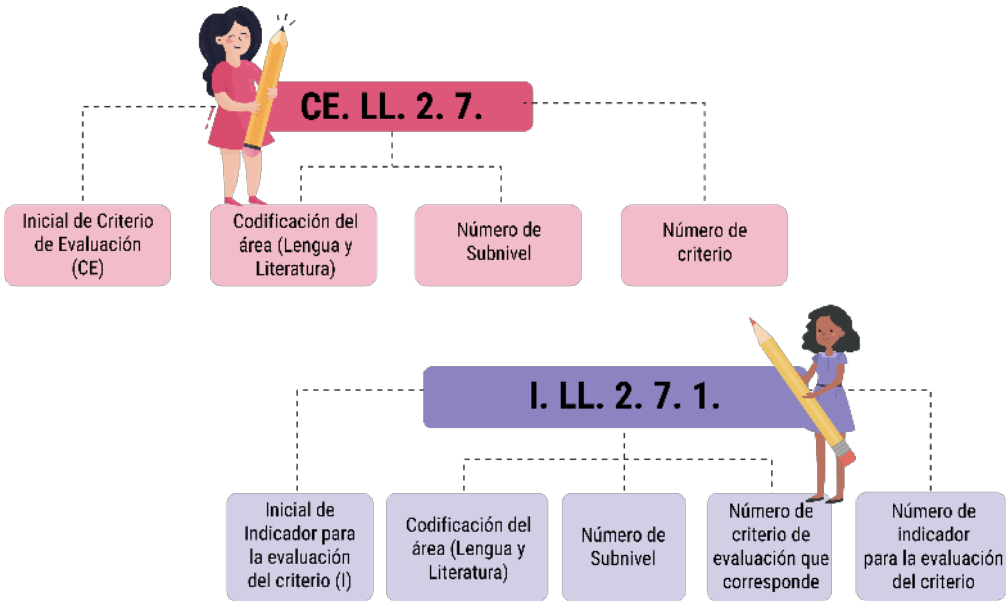 CE. LL. 2. 7.
Inicial de Criterio
de Evaluación
(CE)
Codificación del
área (Lengua y
Literatura)
Número de
Subnivel
Número de
criterio
I. LL. 2. 7. 1.
Inicial de
Indicador para
la evaluación
del criterio (I)
Codificación del
área (Lengua y
Literatura)
Número de
Subnivel
Número de
criterio de
evaluación que
corresponde
Número de
indicador
para la evaluación
del criterio